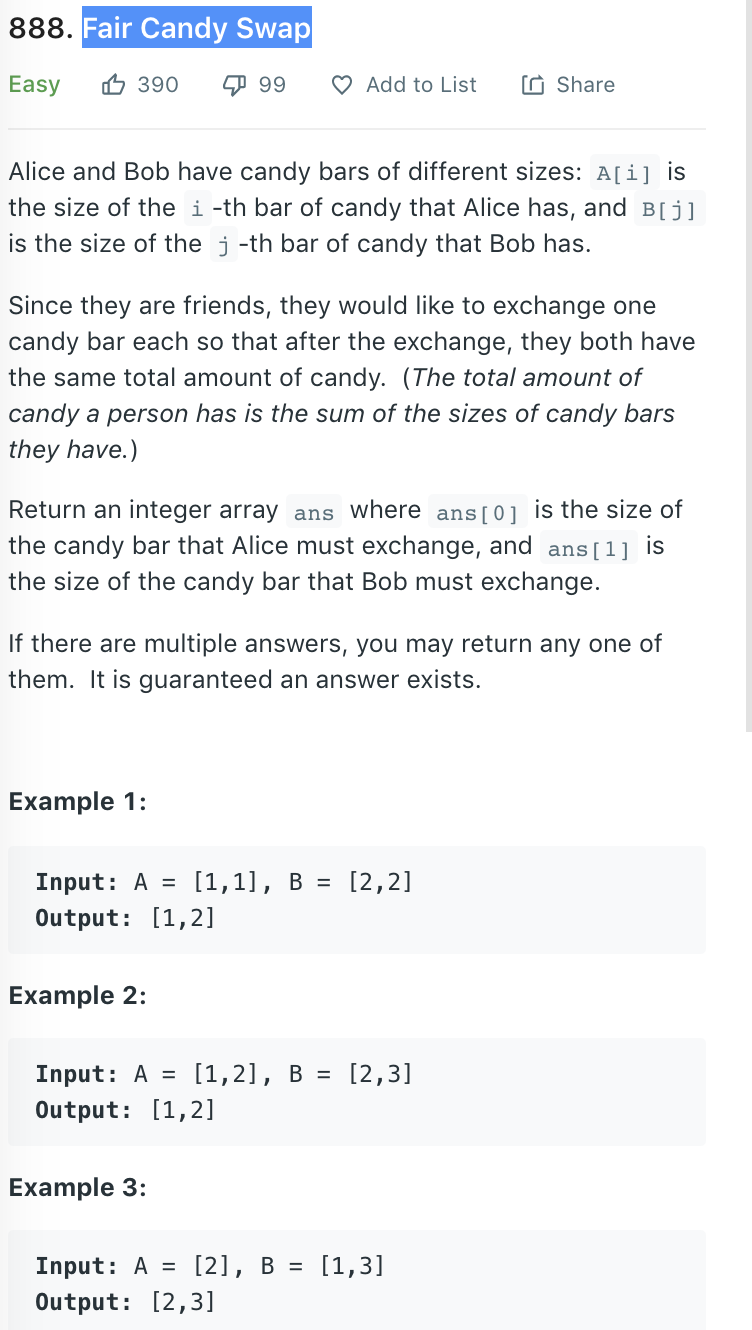 888. Fair Candy Swap
Easy 390 99 Add to List Share
Alice and Bob have candy bars of different sizes: A[i] is
the size of the i -th bar of candy that Alice has, and B[j]
is the size of the j -th bar of candy that Bob has.
Since they are friends, they would like to exchange one
candy bar each so that after the exchange, they both have
the same total amount of candy. (The total amount of
candy a person has is the sum of the sizes of candy bars
they have.)
Return an integer array ans where ans[0] is the size of
the candy bar that Alice must exchange, and ans[1] is
the size of the candy bar that Bob must exchange.
If there are multiple answers, you may return any one of
them. It is guaranteed an answer exists.
Example 1:
Input: A = [1,1], B = [2,2]
Output: [1,2]
Example 2:
Input: A = [1,2], B = [2,3]
Output: [1,2]
Example 3:
Input: A = [2], B = [1,3]
Output: [2,3]